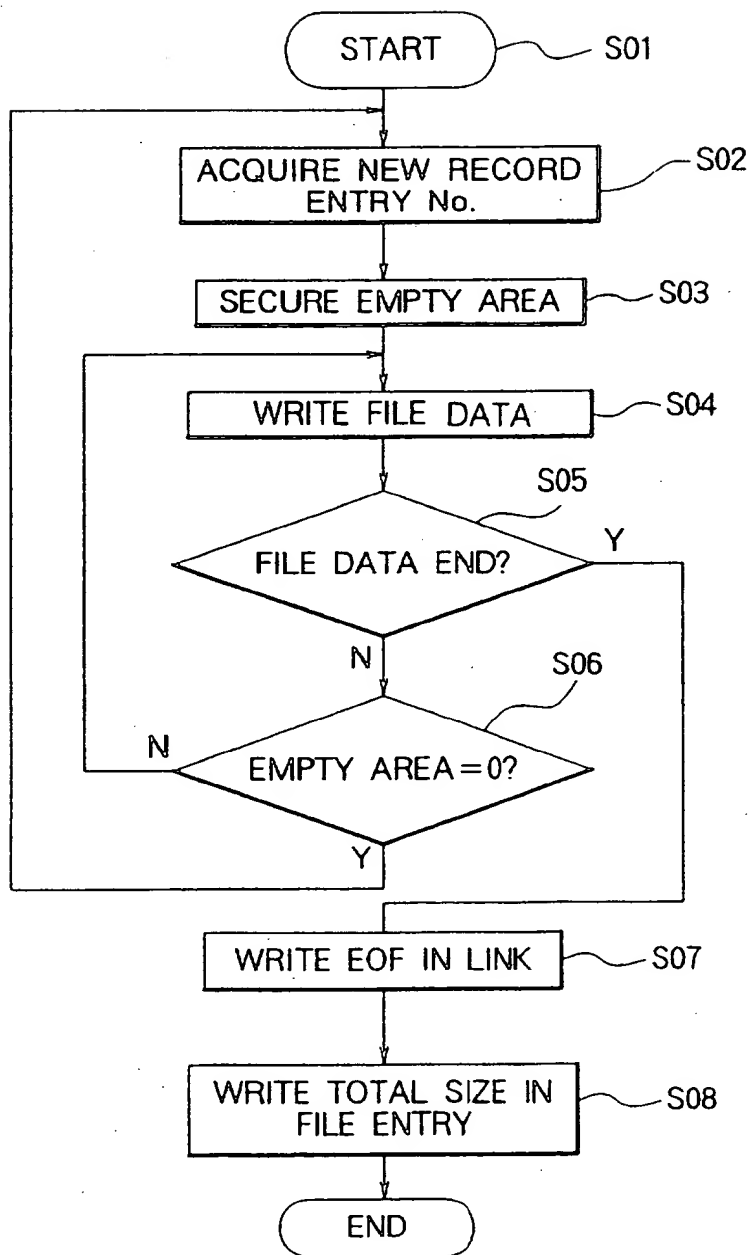 START
S01
ACQUIRE NEW RECORD
ENTRY No.
S02
SECURE EMPTY AREA
S03
WRITE FILE DATA
S04
S05
FILE DATA END?
Y
N
S06
N
EMPTY AREA=0?
Y
WRITE EOF IN LINK
S07
WRITE TOTAL SIZE IN
FILE ENTRY
S08
END